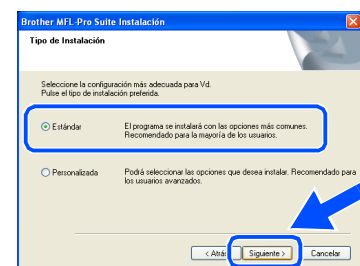 Brother MFL-Pro Suite Instalación
Tipo de Instalación
Seleccione la configuración más adecuada para Vd.
Pulse el tipo de instalación preferida.
Estándar
El programa se instalará con las opciones más comunes.
Recomendado para la mayoría de los usuarios.
Personalizada
Podrá seleccionar las opciones que desea instalar. Recomendado para
los usuarios avanzados.
< Atrás
Siguiente >
Cancelar